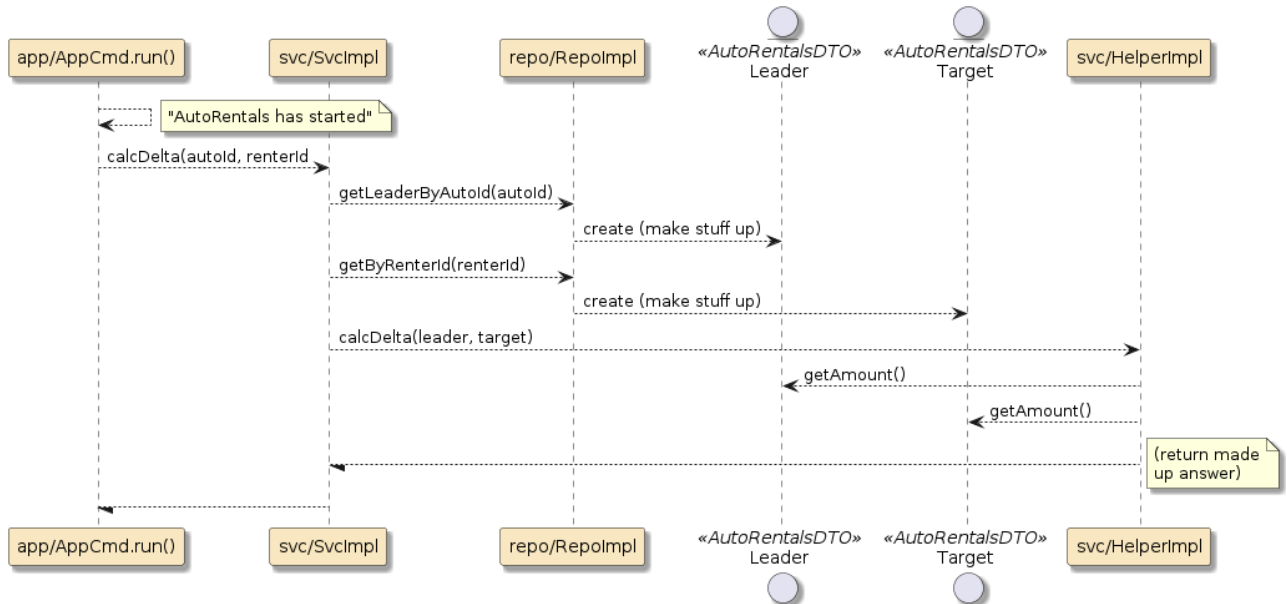 «AutoRentalsDTO» «AutoRentalsDTO»
app/AppCmd.run() svc/SvcImpl repo/RepoImpl Leader Target svc/HelperImpl
"AutoRentals has started"
calcDelta(autoId, renterId
getLeaderByAutoId(autoId)
create (make stuff up)
getByRenterId(renterId)
create (make stuff up)
calcDelta(leader, target)
getAmount()
getAmount()
(return made
up answer)
«AutoRentalsDTO» «AutoRentalsDTO»
app/AppCmd.run() svc/SvcImpl repo/RepoImpl Leader Target svc/HelperImpl